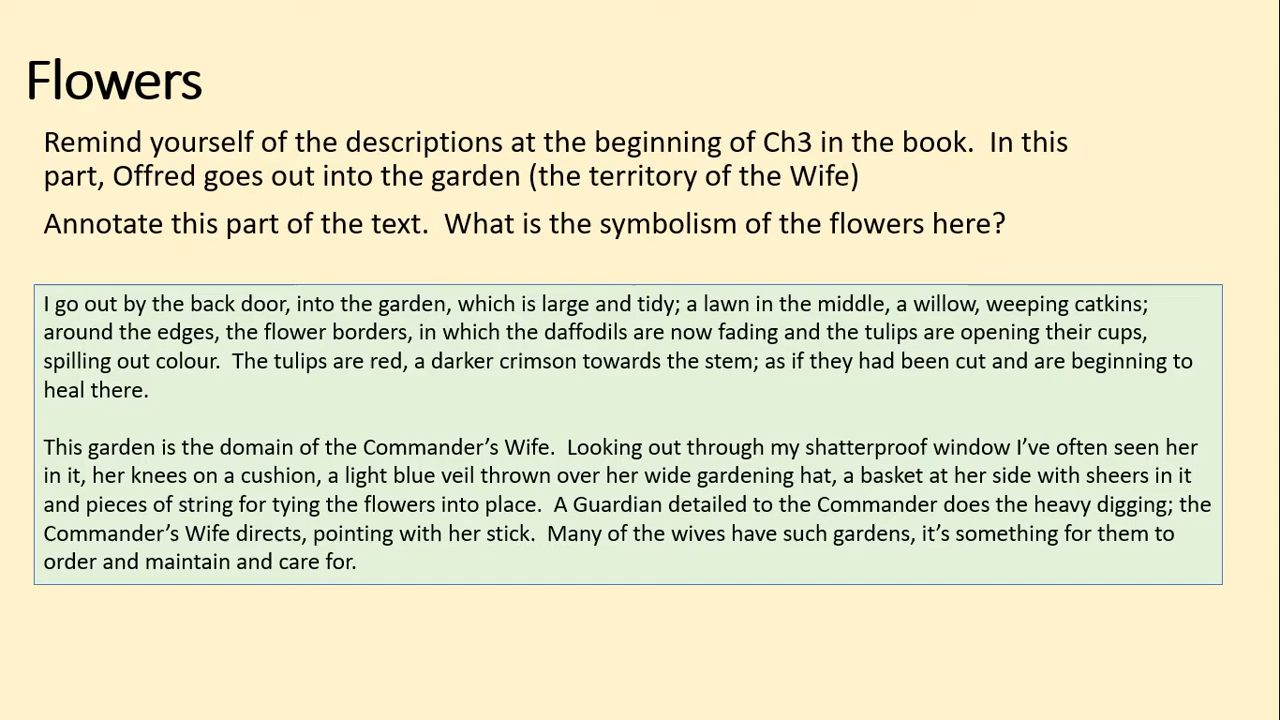 Flowers
Remind yourself of the descriptions at the beginning of Ch3 in the book.  In this
part, Offred goes out into the garden (the territory of the Wife)
Annotate this part of the text.  What is the symbolism of the flowers here?
I go out by the back door, into the garden, which is large and tidy; a lawn in the middle, a willow, weeping catkins;
around the edges, the flower borders, in which the daffodils are now fading and the tulips are opening their cups,
spilling out colour.  The tulips are red, a darker crimson towards the stem; as if they had been cut and are beginning to
heal there.
This garden is the domain of the Commander’s Wife.  Looking out through my shatterproof window I’ve often seen her
in it, her knees on a cushion, a light blue veil thrown over her wide gardening hat, a basket at her side with sheers in it
and pieces of string for tying the flowers into place.  A Guardian detailed to the Commander does the heavy digging; the
Commander’s Wife directs, pointing with her stick.  Many of the wives have such gardens, it’s something for them to
order and maintain and care for.